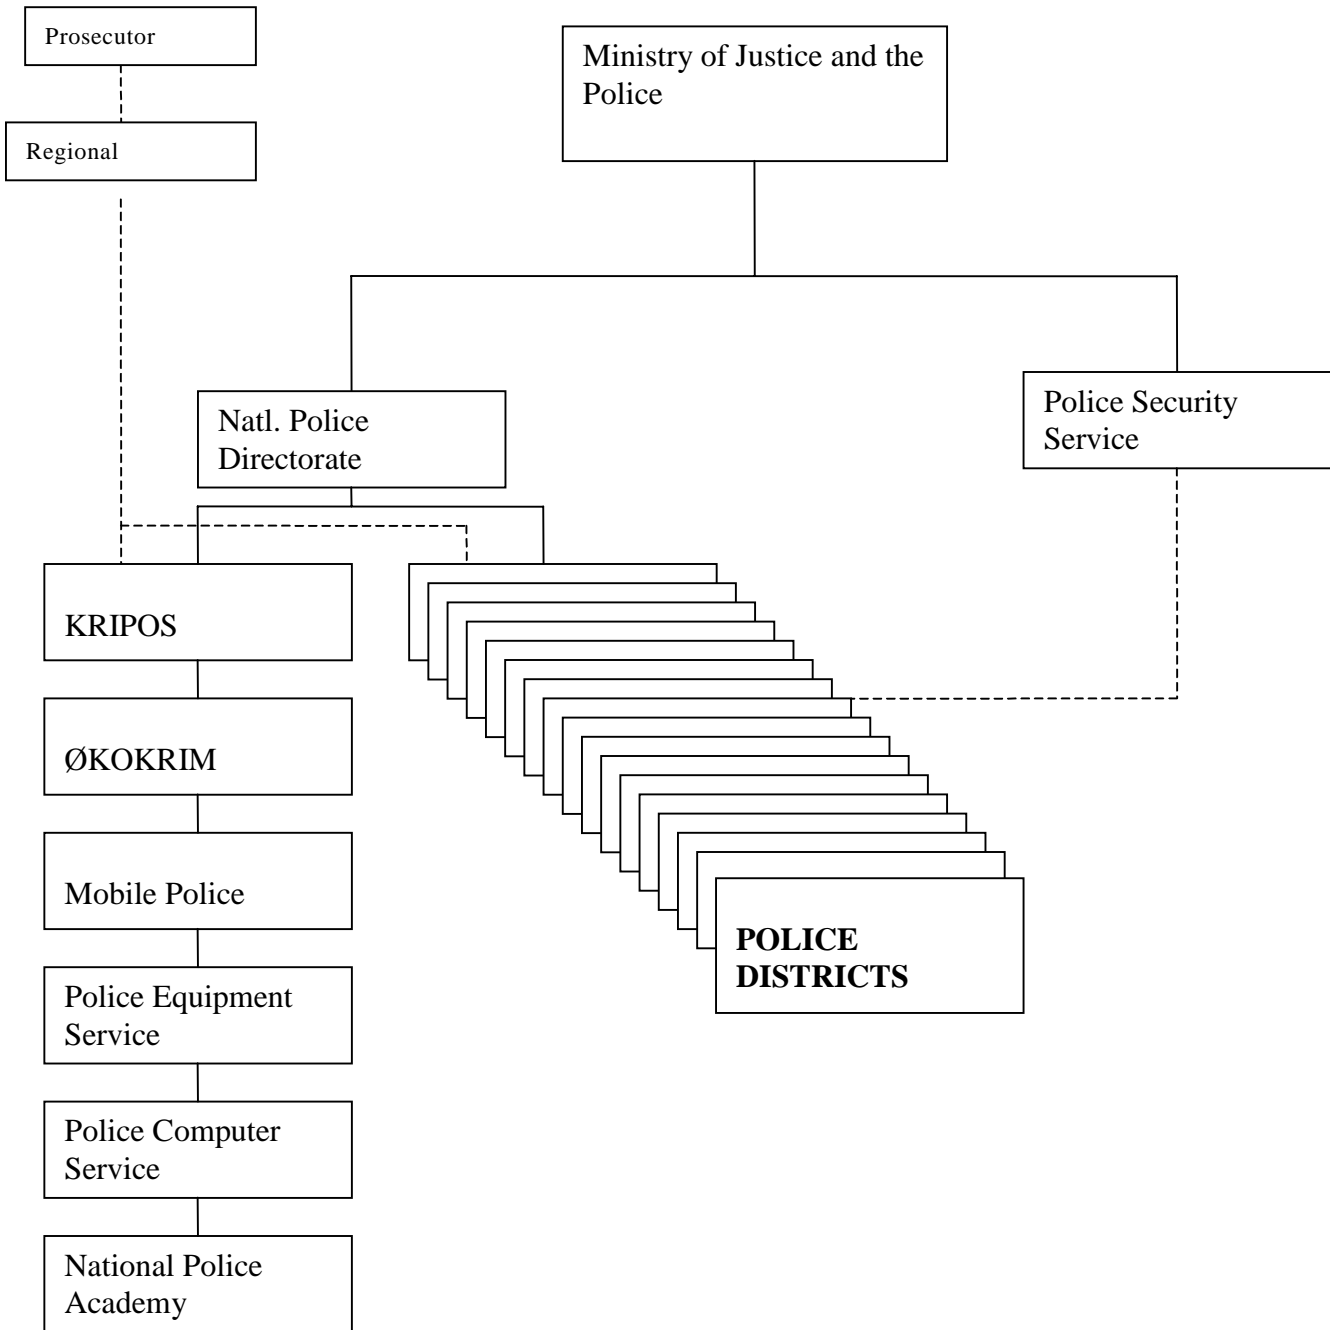 Prosecutor
Ministry of Justice and the
Police
Regional
Natl. Police
Directorate
Police Security
Service
KRIPOS
ØKOKRIM
Mobile Police
POLICE
DISTRICTS
Police Equipment
Service
Police Computer
Service
National Police
Academy